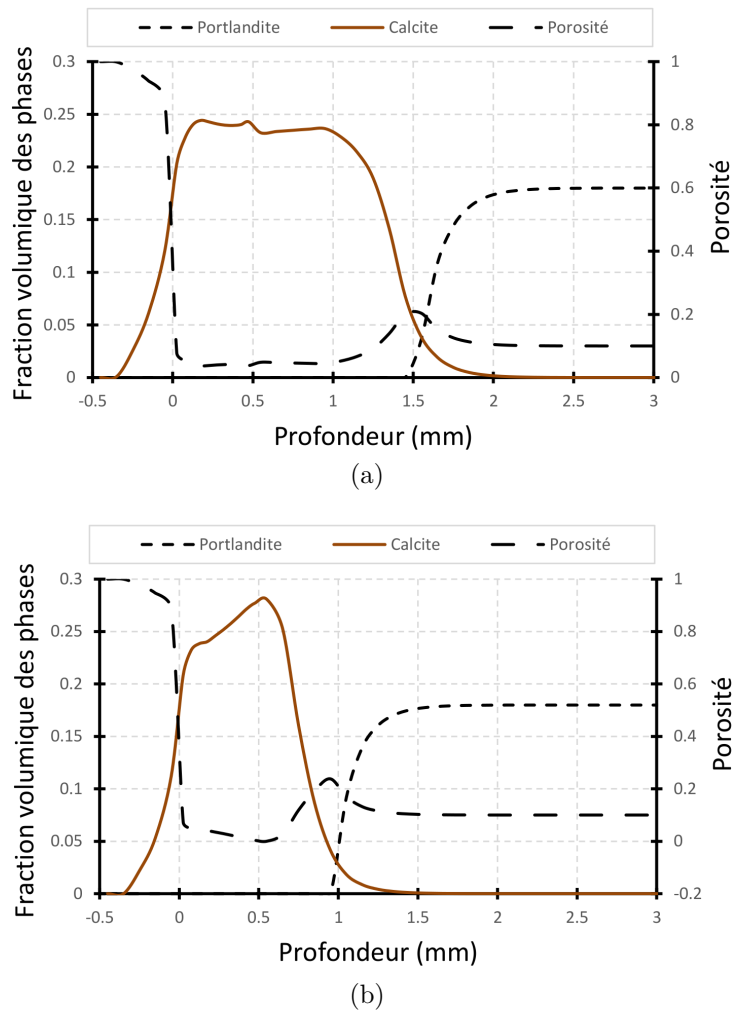 Portlandite Calcite Porosité
Fraction volumique des phases
0.3
0.25
0.2
0.15
0.1
0.05
0
1
0.8
0.6
0.4
0.2
0
Porosité
-0.5 0 0.5 1 1.5 2 2.5 3
Profondeur (mm)
(a)
Portlandite Calcite Porosité
Fraction volumique des phases
0.3
0.25
0.2
0.15
0.1
0.05
0
1
0.8
0.6
0.4
0.2
0
-0.2
Porosité
-0.5 0 0.5 1 1.5 2 2.5 3
Profondeur (mm)
(b)